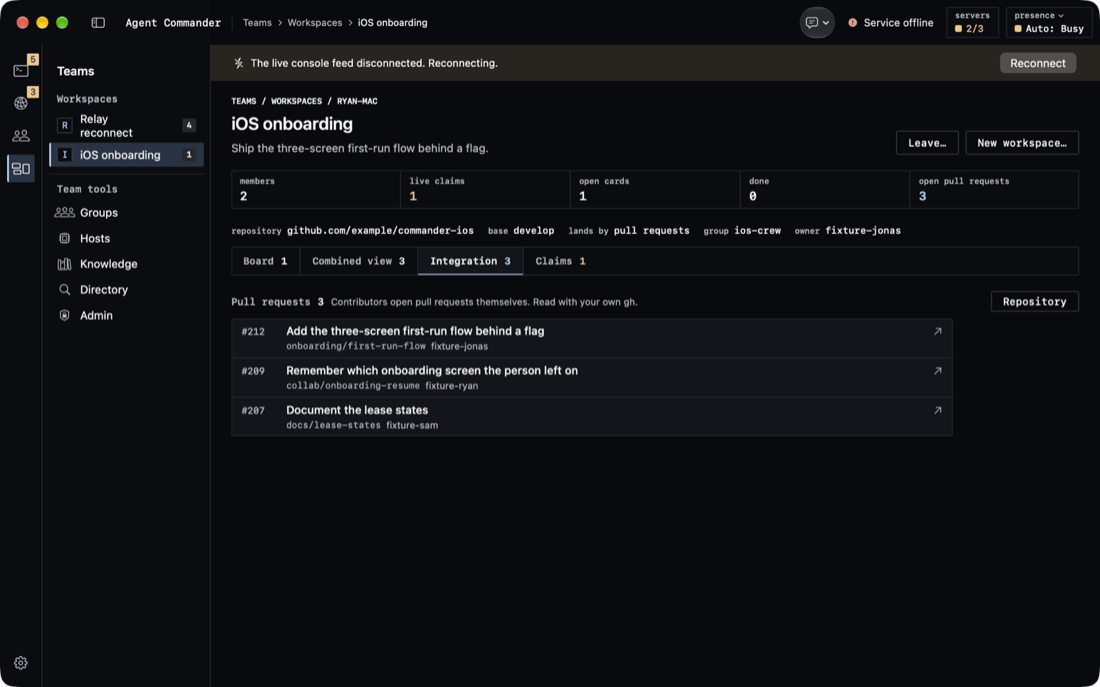 Agent Commander
Teams > Workspaces > iOS onboarding
Service offline
servers
2/3
presence
Auto: Busy
5
3
Teams
Workspaces
R Relay reconnect 4
I iOS onboarding 1
Team tools
Groups
Hosts
Knowledge
Directory
Admin
The live console feed disconnected. Reconnecting.
Reconnect
TEAMS / WORKSPACES / RYAN-MAC
iOS onboarding
Ship the three-screen first-run flow behind a flag.
Leave…
New workspace…
members
2
live claims
1
open cards
1
done
0
open pull requests
3
repository github.com/example/commander-ios base develop lands by pull requests group ios-crew owner fixture-jonas
Board 1
Combined view 3
Integration 3
Claims 1
Pull requests 3 Contributors open pull requests themselves. Read with your own gh.
Repository
#212 Add the three-screen first-run flow behind a flag
onboarding/first-run-flow fixture-jonas
#209 Remember which onboarding screen the person left on
collab/onboarding-resume fixture-ryan
#207 Document the lease states
docs/lease-states fixture-sam